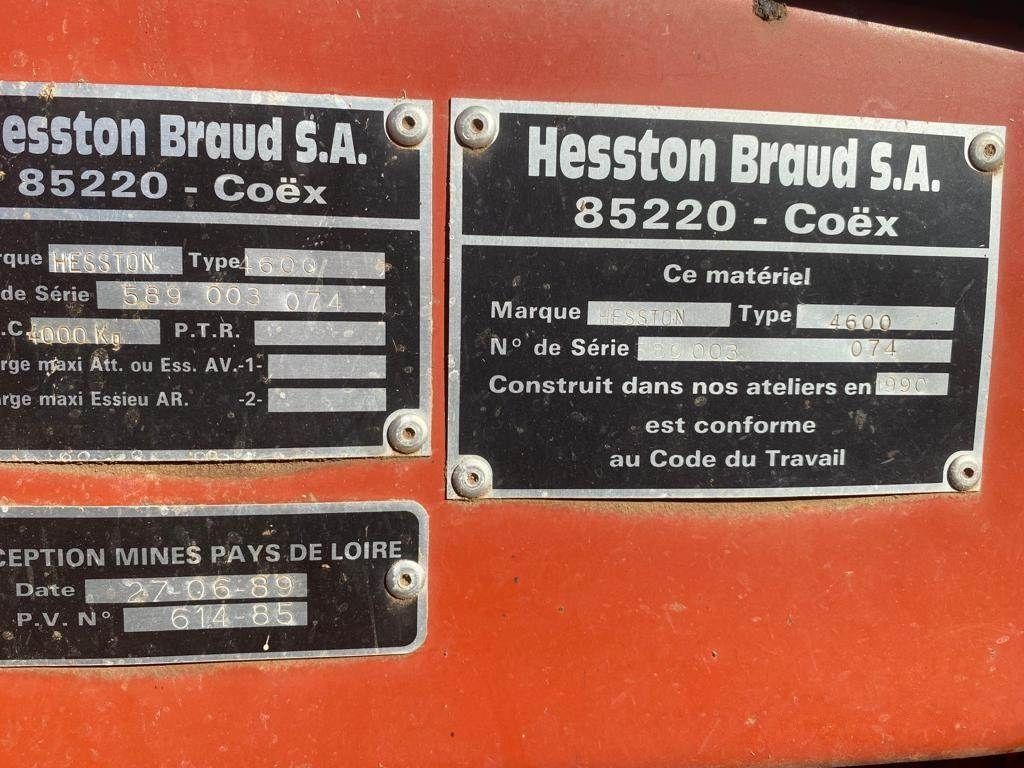 esston Braud S.A.
85220 - Coëx
rque HESSTON Type 4600
de Série 589 003 074
.C. 4000 Kg P.T.R.
rge maxi Att. ou Ess. AV.-1-
arge maxi Essieu AR. -2-
CEPTION MINES PAYS DE LOIRE
Date 27-06-89
P.V. N° 614-85
Hesston Braud S.A.
85220 - Coëx
Ce matériel
Marque HESSTON Type 4600
N° de Série 89 003 074
Construit dans nos ateliers en 990
est conforme
au Code du Travail